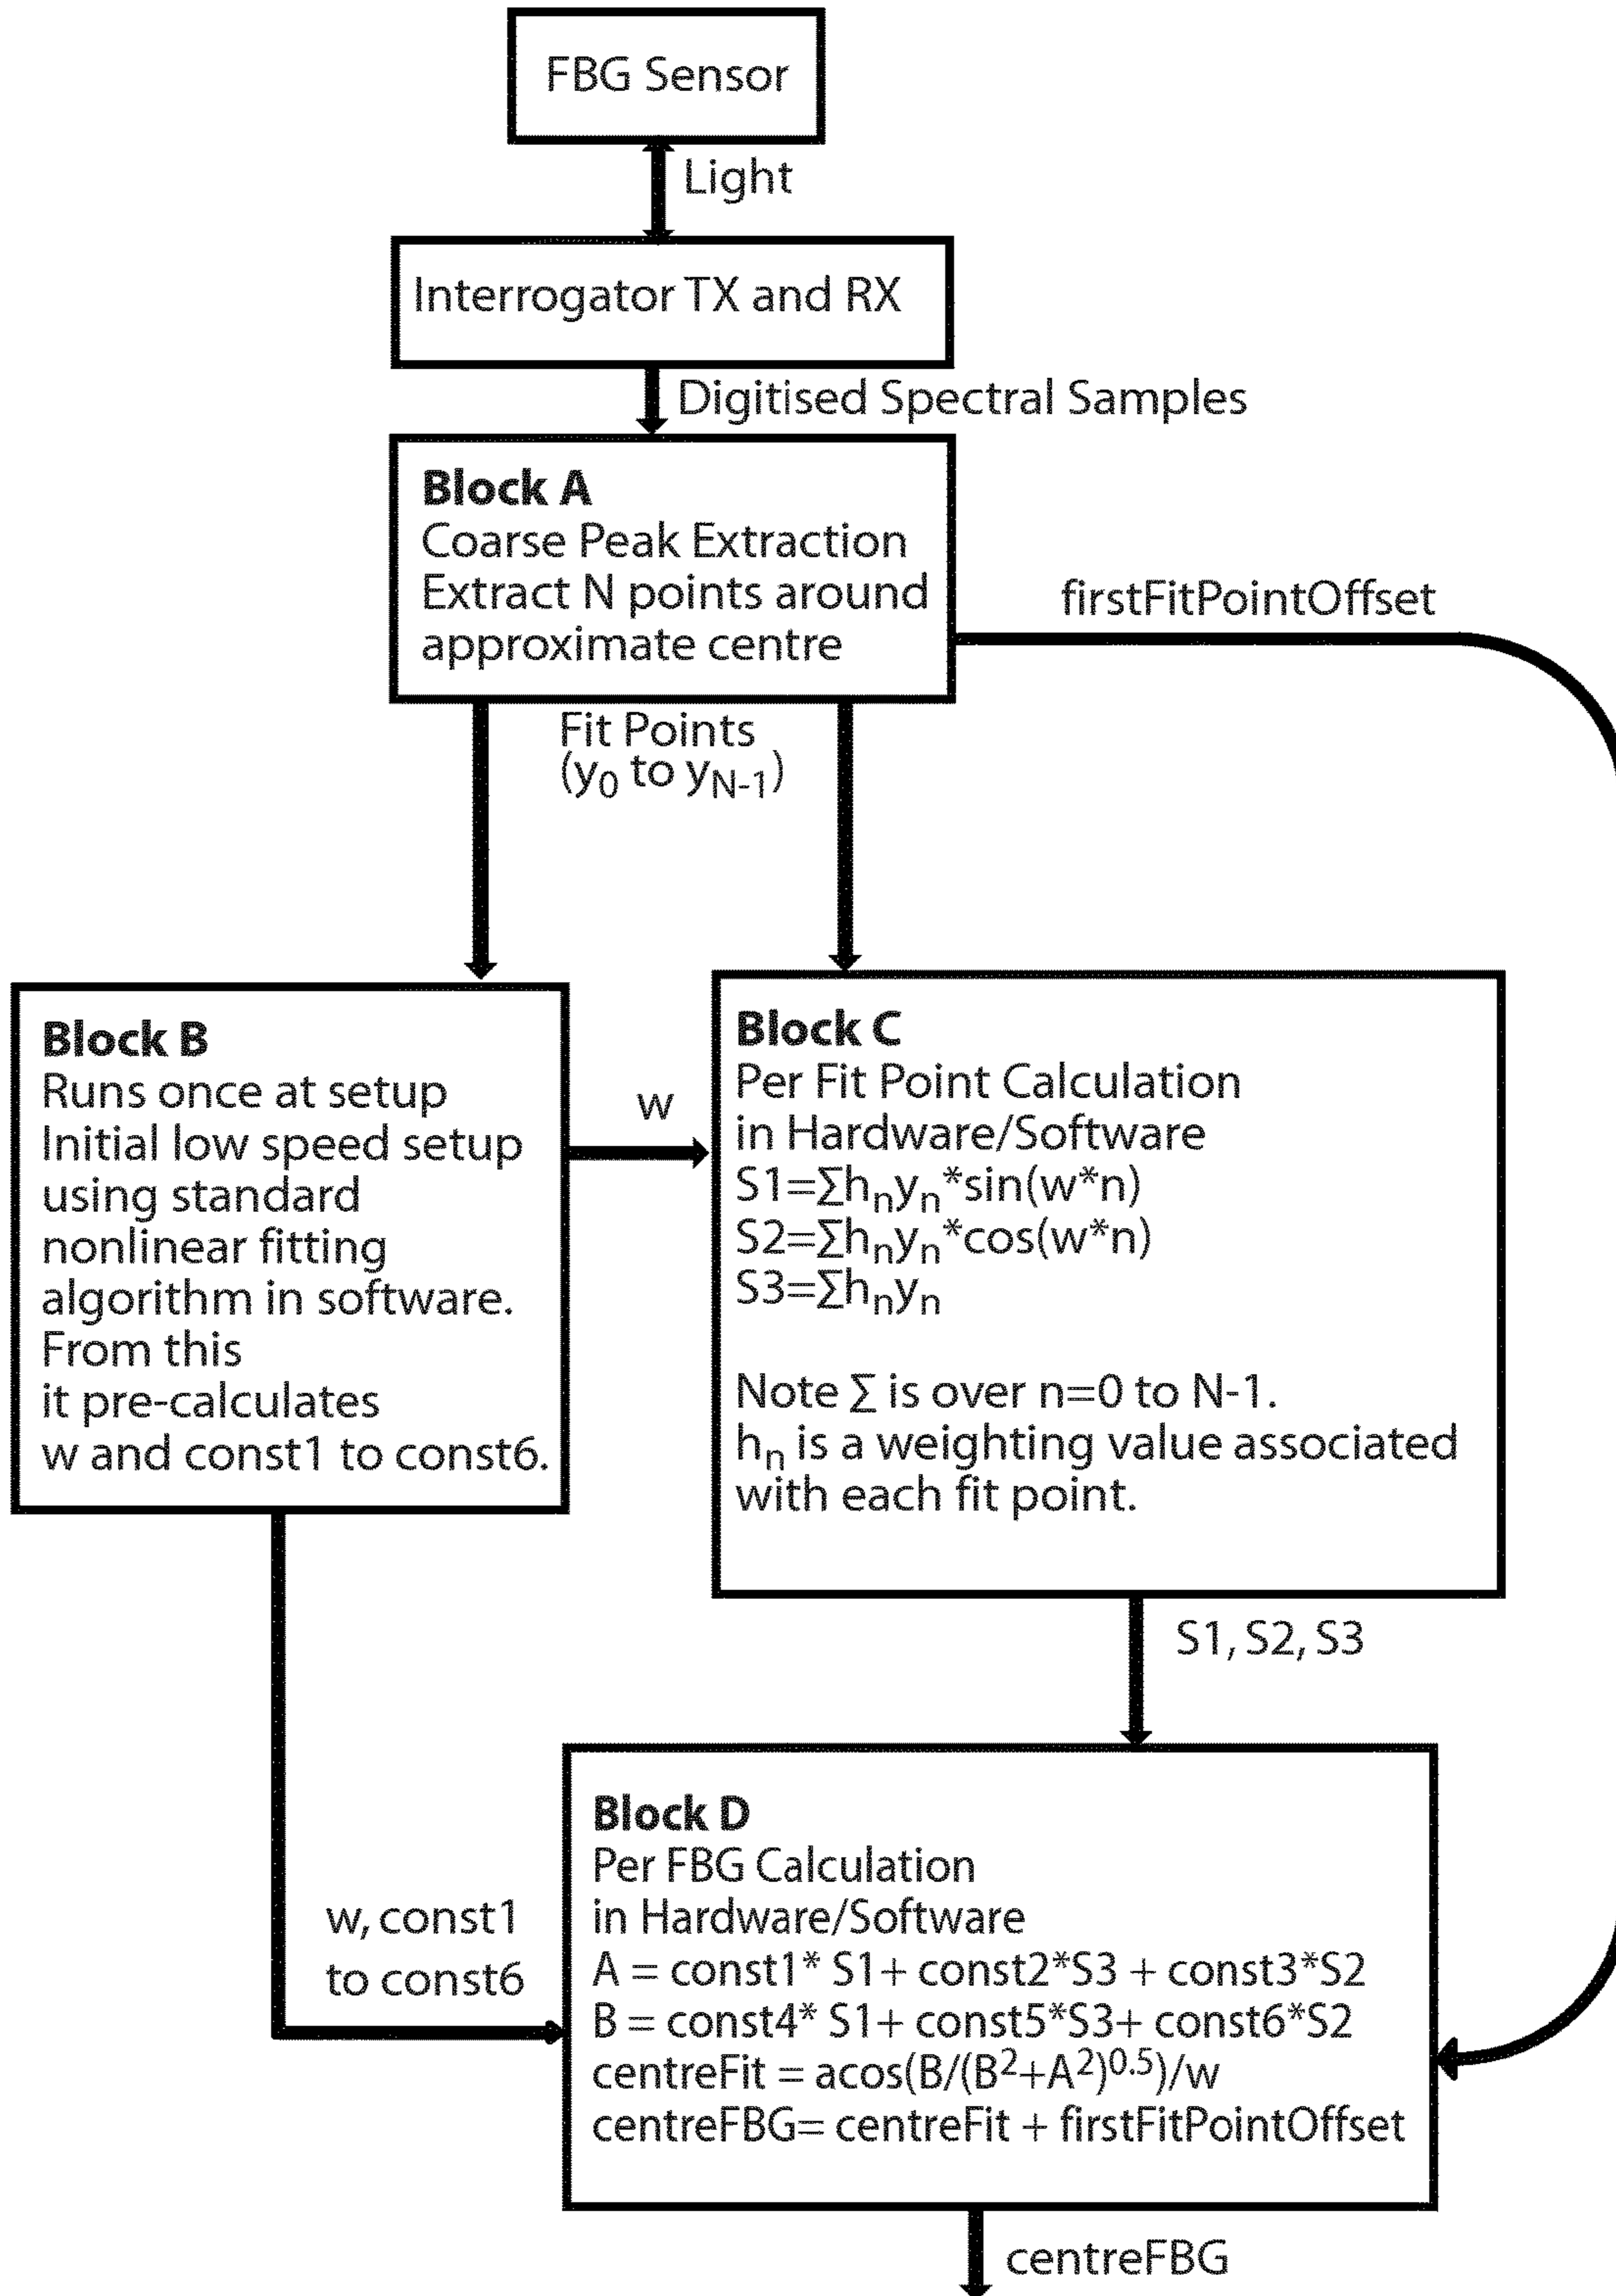 FBG Sensor
Light
Interrogator TX and RX
Digitised Spectral Samples
Block A
Coarse Peak Extraction
Extract N points around
approximate centre
firstFitPointOffset
Fit Points
(y₀ to y_N-1)
Block B
Runs once at setup
Initial low speed setup
using standard
nonlinear fitting
algorithm in software.
From this
it pre-calculates
w and const1 to const6.
w
Block C
Per Fit Point Calculation
in Hardware/Software
S1=∑hₙyₙ*sin(w*n)
S2=∑hₙyₙ*cos(w*n)
S3=∑hₙyₙ
Note ∑ is over n=0 to N-1.
hₙ is a weighting value associated
with each fit point.
S1, S2, S3
w, const1
to const6
Block D
Per FBG Calculation
in Hardware/Software
A = const1* S1+ const2*S3 + const3*S2
B = const4* S1+ const5*S3+ const6*S2
centreFit = acos(B/(B²+A²)⁰·⁵)/w
centreFBG= centreFit + firstFitPointOffset
centreFBG